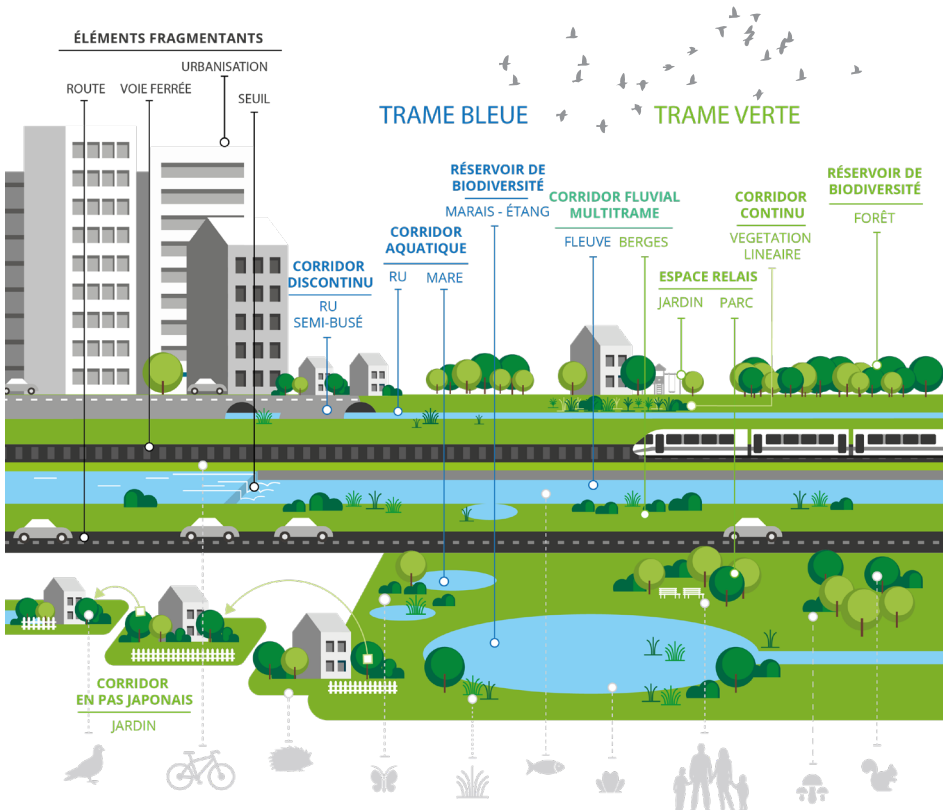 ÉLÉMENTS FRAGMENTANTS
URBANISATION
ROUTE
VOIE FERRÉE
SEUIL
TRAME BLEUE
TRAME VERTE
CORRIDOR
DISCONTINU
RU
SEMI-BUSÉ
CORRIDOR
AQUATIQUE
RU
MARE
RÉSERVOIR DE
BIODIVERSITÉ
MARAIS - ÉTANG
CORRIDOR FLUVIAL
MULTITRAME
FLEUVE
BERGES
ESPACE RELAIS
JARDIN
PARC
CORRIDOR
CONTINU
VEGETATION
LINEAIRE
RÉSERVOIR DE
BIODIVERSITÉ
FORÊT
CORRIDOR
EN PAS JAPONAIS
JARDIN